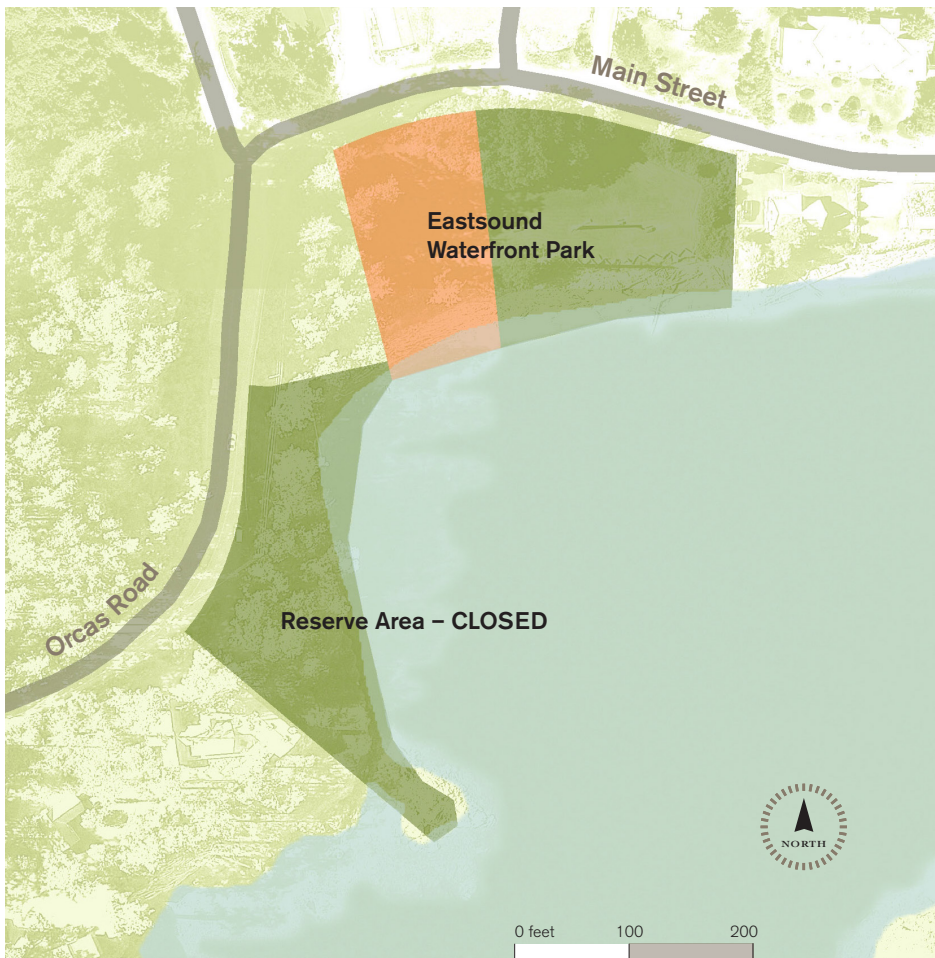 Main Street
Eastsound
Waterfront Park
Orcas Road
Reserve Area – CLOSED
NORTH
0 feet 100 200